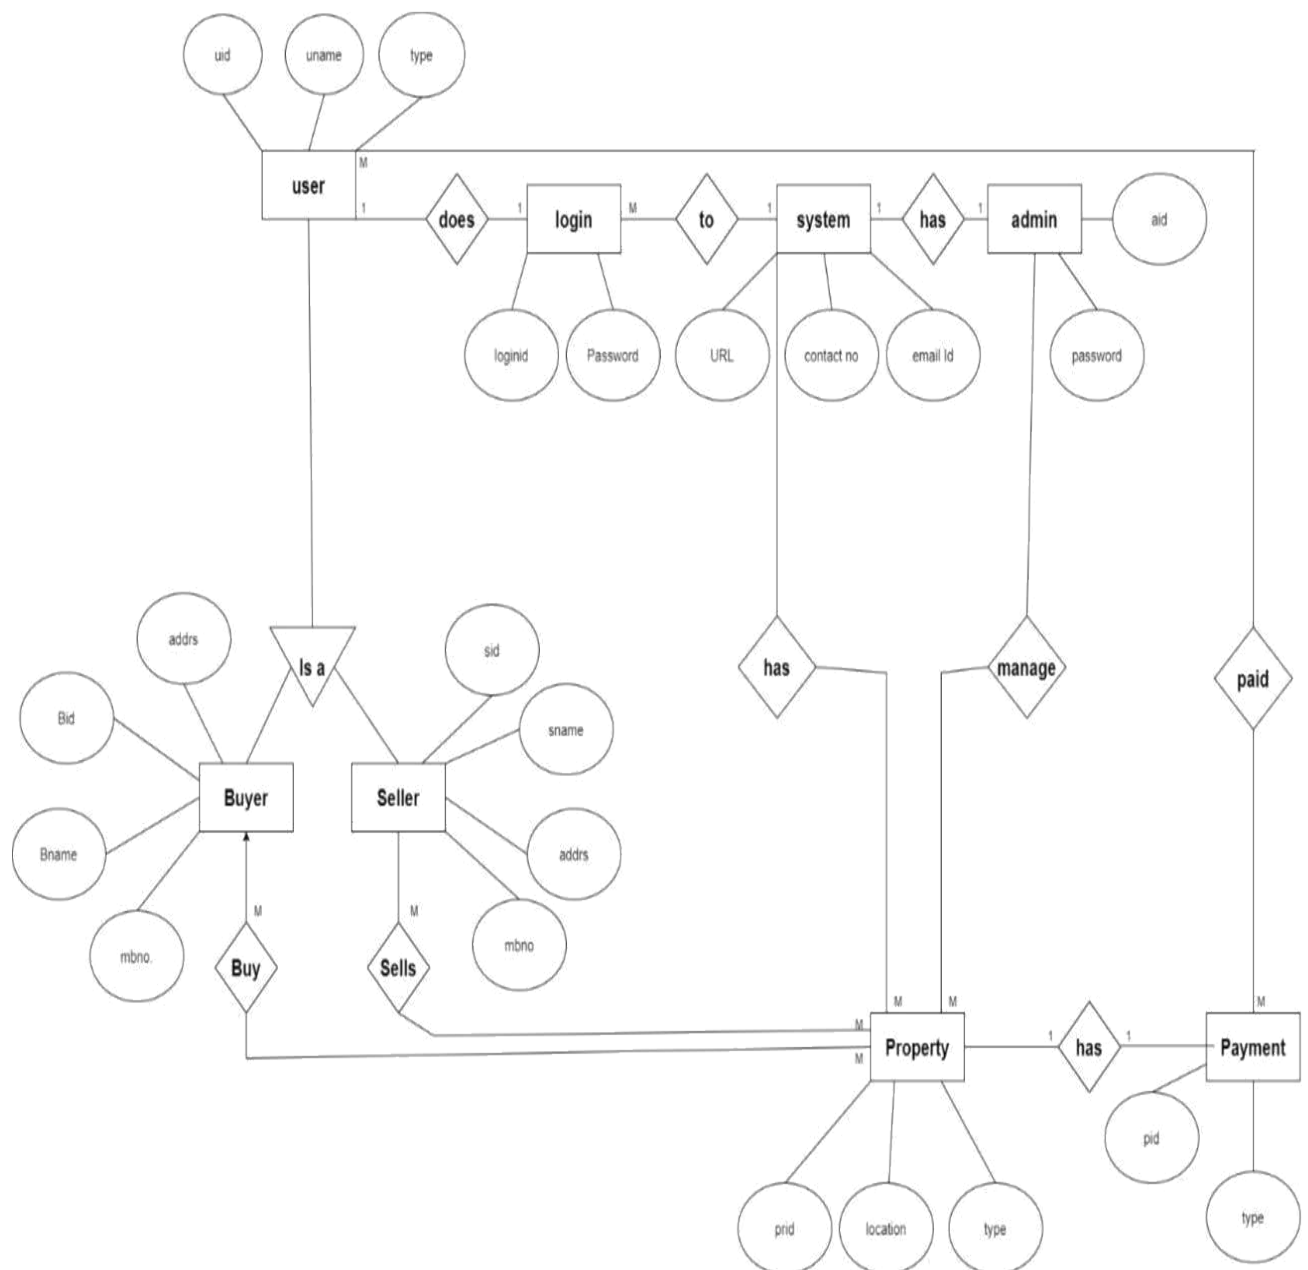 uid
uname
type
user
M
1
does
1
login
M
to
1
system
1
has
1
admin
aid
loginid
Password
URL
contact no
email Id
password
addrs
Is a
sid
has
manage
paid
Bid
sname
Buyer
Seller
Bname
addrs
mbno.
M
M
mbno
Buy
Sells
M
M
M
M
M
Property
1
has
1
Payment
pid
prid
location
type
type